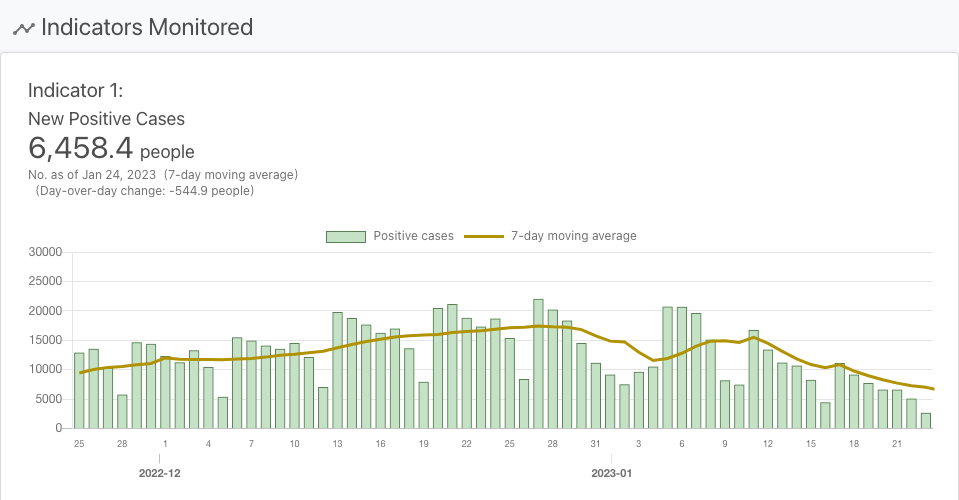 Indicators Monitored
Indicator 1:
New Positive Cases
6,458.4 people
No. as of Jan 24, 2023 (7-day moving average)
(Day-over-day change: -544.9 people)
Positive cases 7-day moving average
30000
25000
20000
15000
10000
5000
0
25 28 1 4 7 10 13 16 19 22 25 28 31 3 6 9 12 15 18 21
2022-12 2023-01